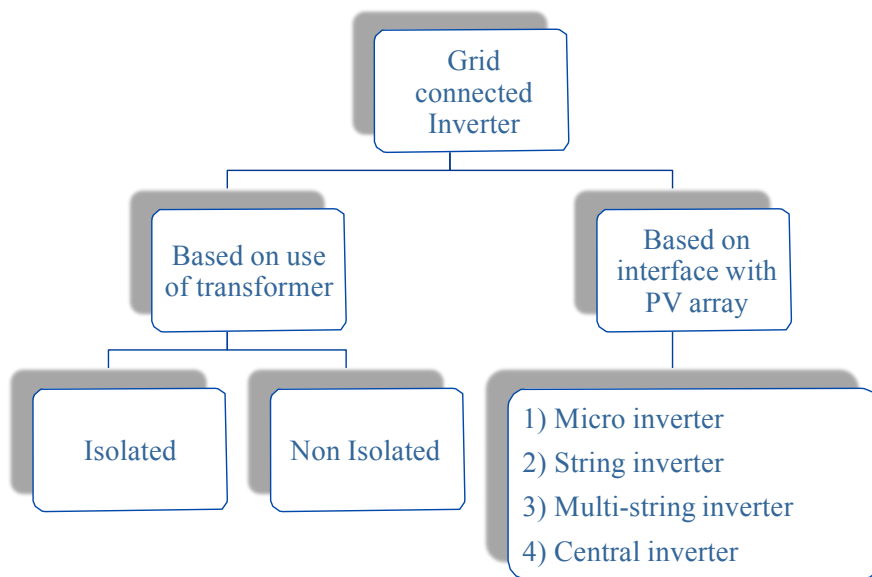 Grid
connected
Inverter
Based on use
of transformer
Based on
interface with
PV array
Isolated
Non Isolated
1) Micro inverter
2) String inverter
3) Multi-string inverter
4) Central inverter